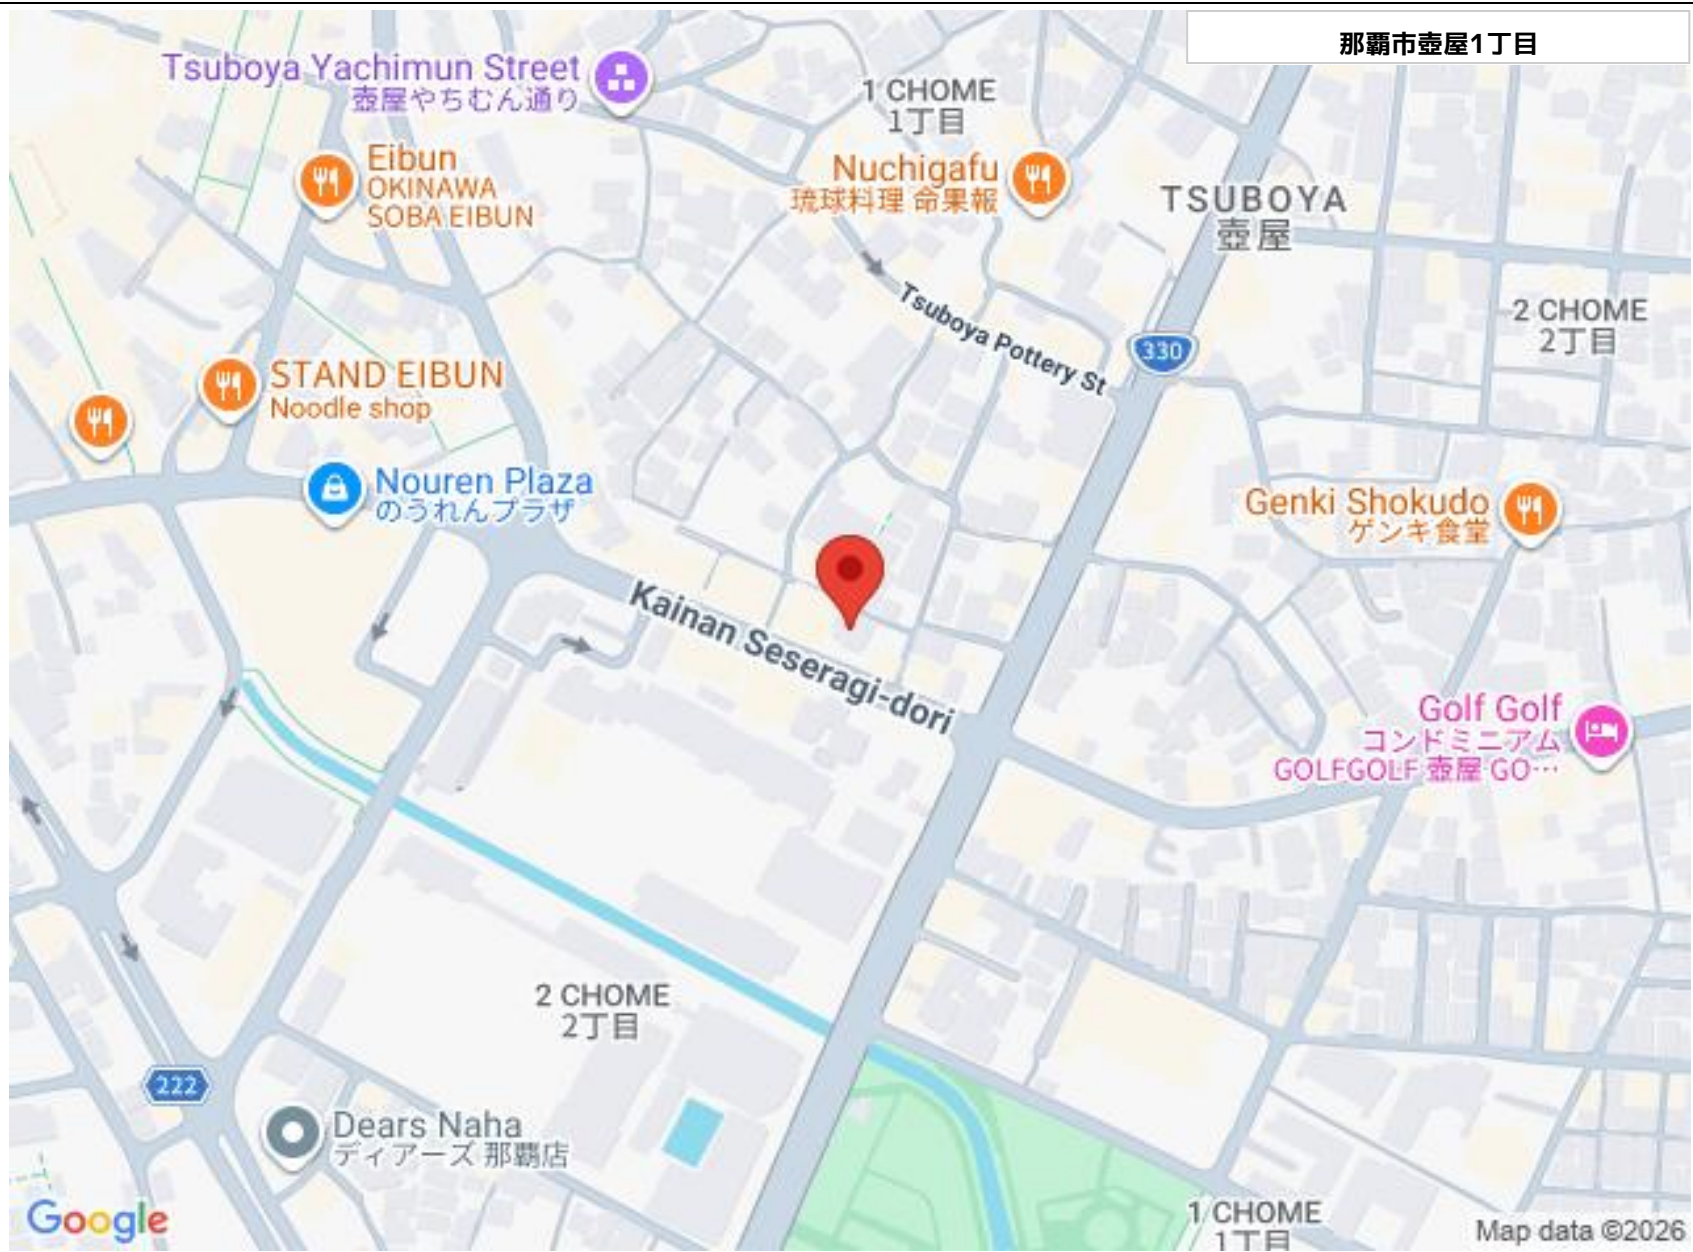 那覇市壺屋1丁目
Tsuboya Yachimun Street
壺屋やちむん通り
1 CHOME
1丁目
Eibun
OKINAWA
SOBA EIBUN
Nuchigafu
琉球料理 命果報
TSUBOYA
壺屋
Tsuboya Pottery St
330
2 CHOME
2丁目
STAND EIBUN
Noodle shop
Nouren Plaza
のうれんプラザ
Genki Shokudo
ゲンキ食堂
Kainan Seseragi-dori
Golf Golf
コンドミニアム
GOLFGOLF 壺屋 GO…
2 CHOME
2丁目
222
Dears Naha
ディアーズ 那覇店
1 CHOME
1丁目
Google
Map data ©2026